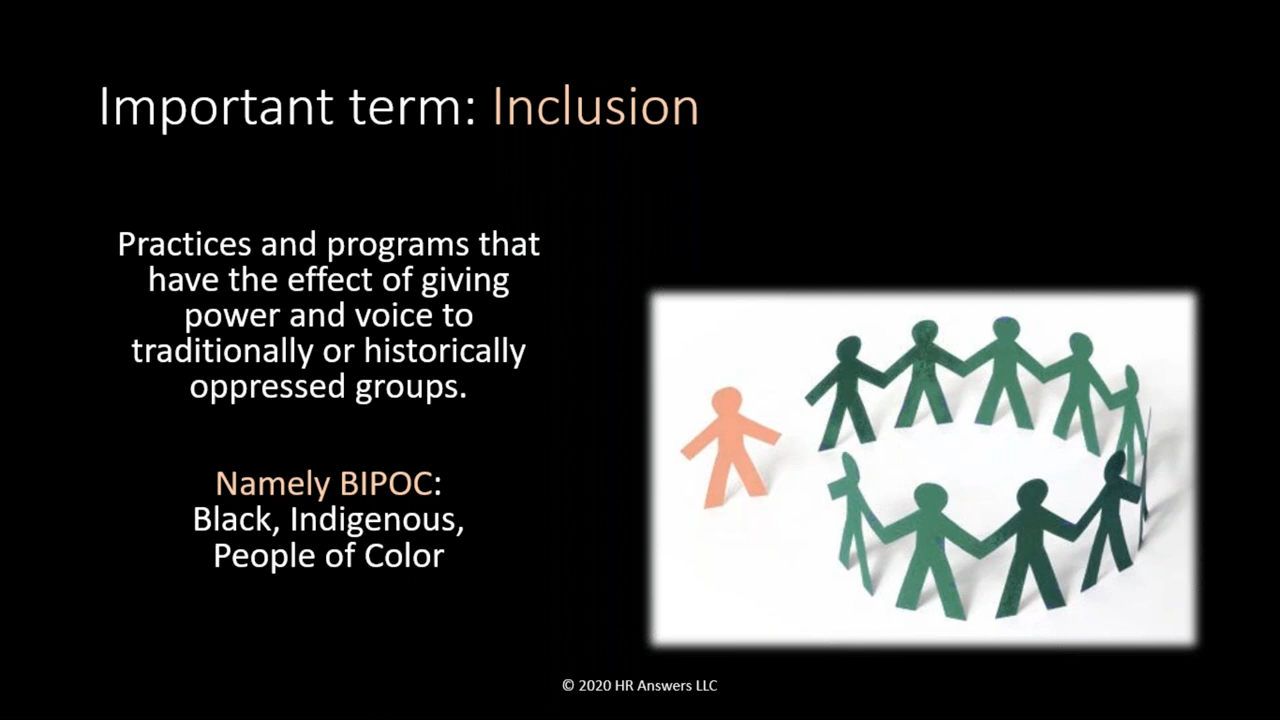 Important term: Inclusion
Practices and programs that
have the effect of giving
power and voice to
traditionally or historically
oppressed groups.
Namely BIPOC:
Black, Indigenous,
People of Color
© 2020 HR Answers LLC